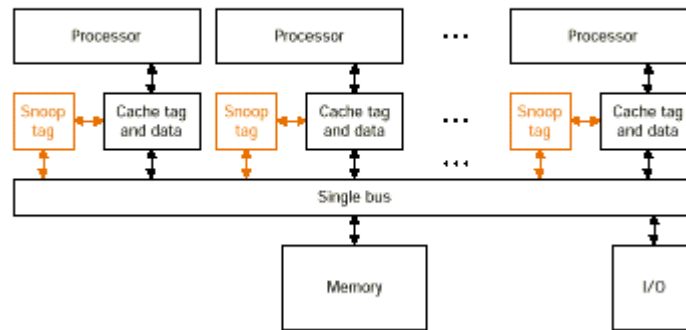 Processor
Processor
...
Processor
Snoop
tag
Cache tag
and data
Snoop
tag
Cache tag
and data
...
Snoop
tag
Cache tag
and data
...
Single bus
Memory
I/O